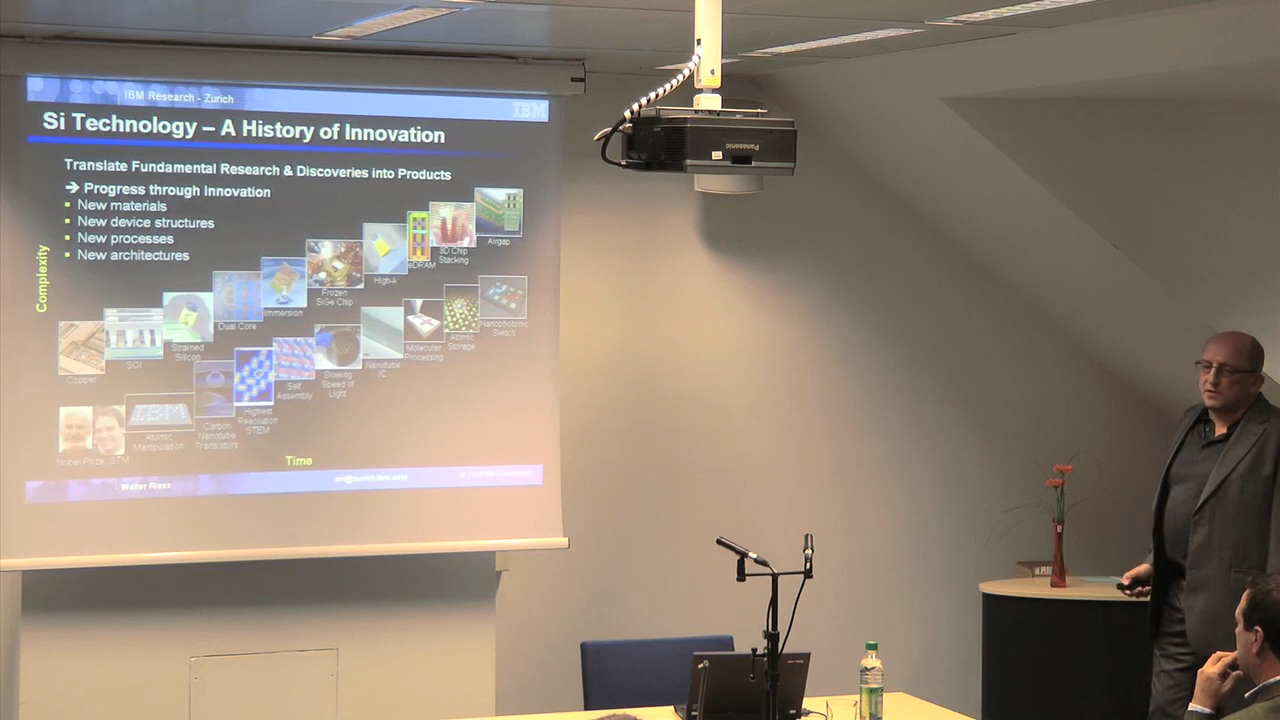 IBM Research - Zurich
IBM
Si Technology – A History of Innovation
Translate Fundamental Research & Discoveries into Products
➔ Progress through Innovation
▪ New materials
▪ New device structures
▪ New processes
▪ New architectures
Complexity
Airgap
3D Chip
Stacking
eDRAM
High-k
Frozen
SiGe Chip
Immersion
Dual Core
Strained
Silicon
SOI
Copper
Nanophotonic
Switch
Atomic
Storage
Molecular
Processing
Nanotube
IC
Slowing
Speed of
Light
Self
Assembly
Highest
Resolution
STEM
Carbon
Nanotube
Transistors
IBM
Atomic
Manipulation
Nobel Prize, STM
Time
Walter Riess
Panasonic